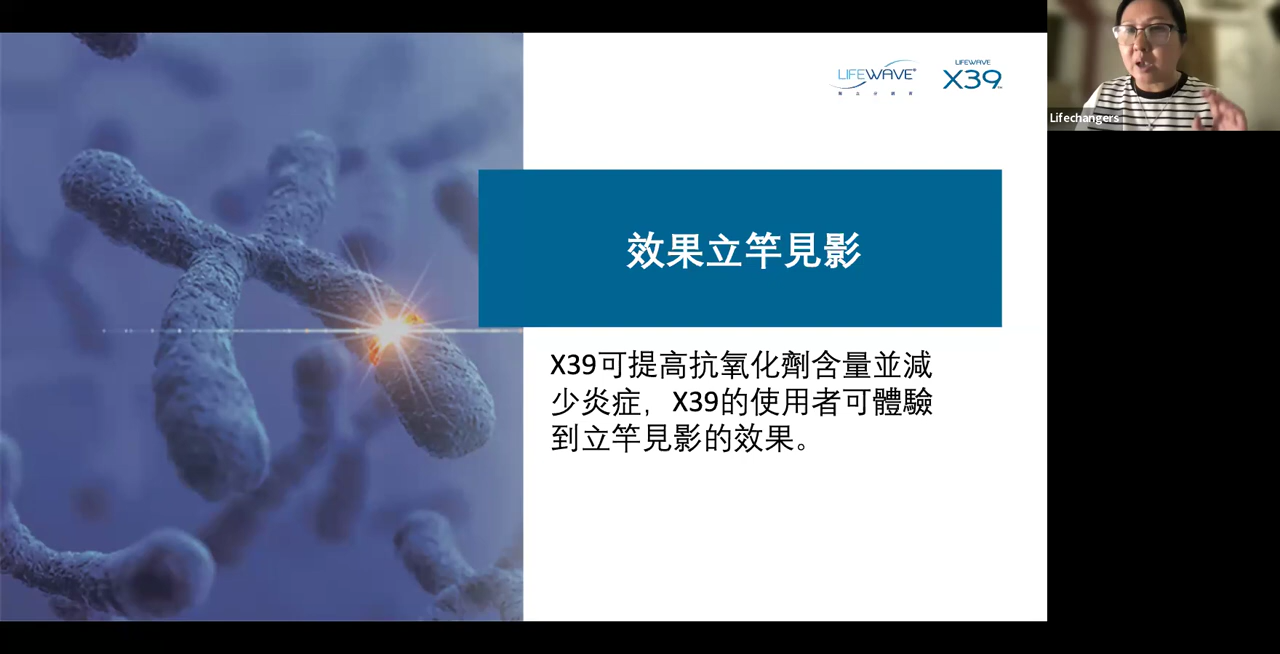 LIFEWAVE®
LIFEWAVE
X39
Lifechangers
效果立竿見影
X39可提高抗氧化劑含量並減
少炎症，X39的使用者可體驗
到立竿見影的效果。